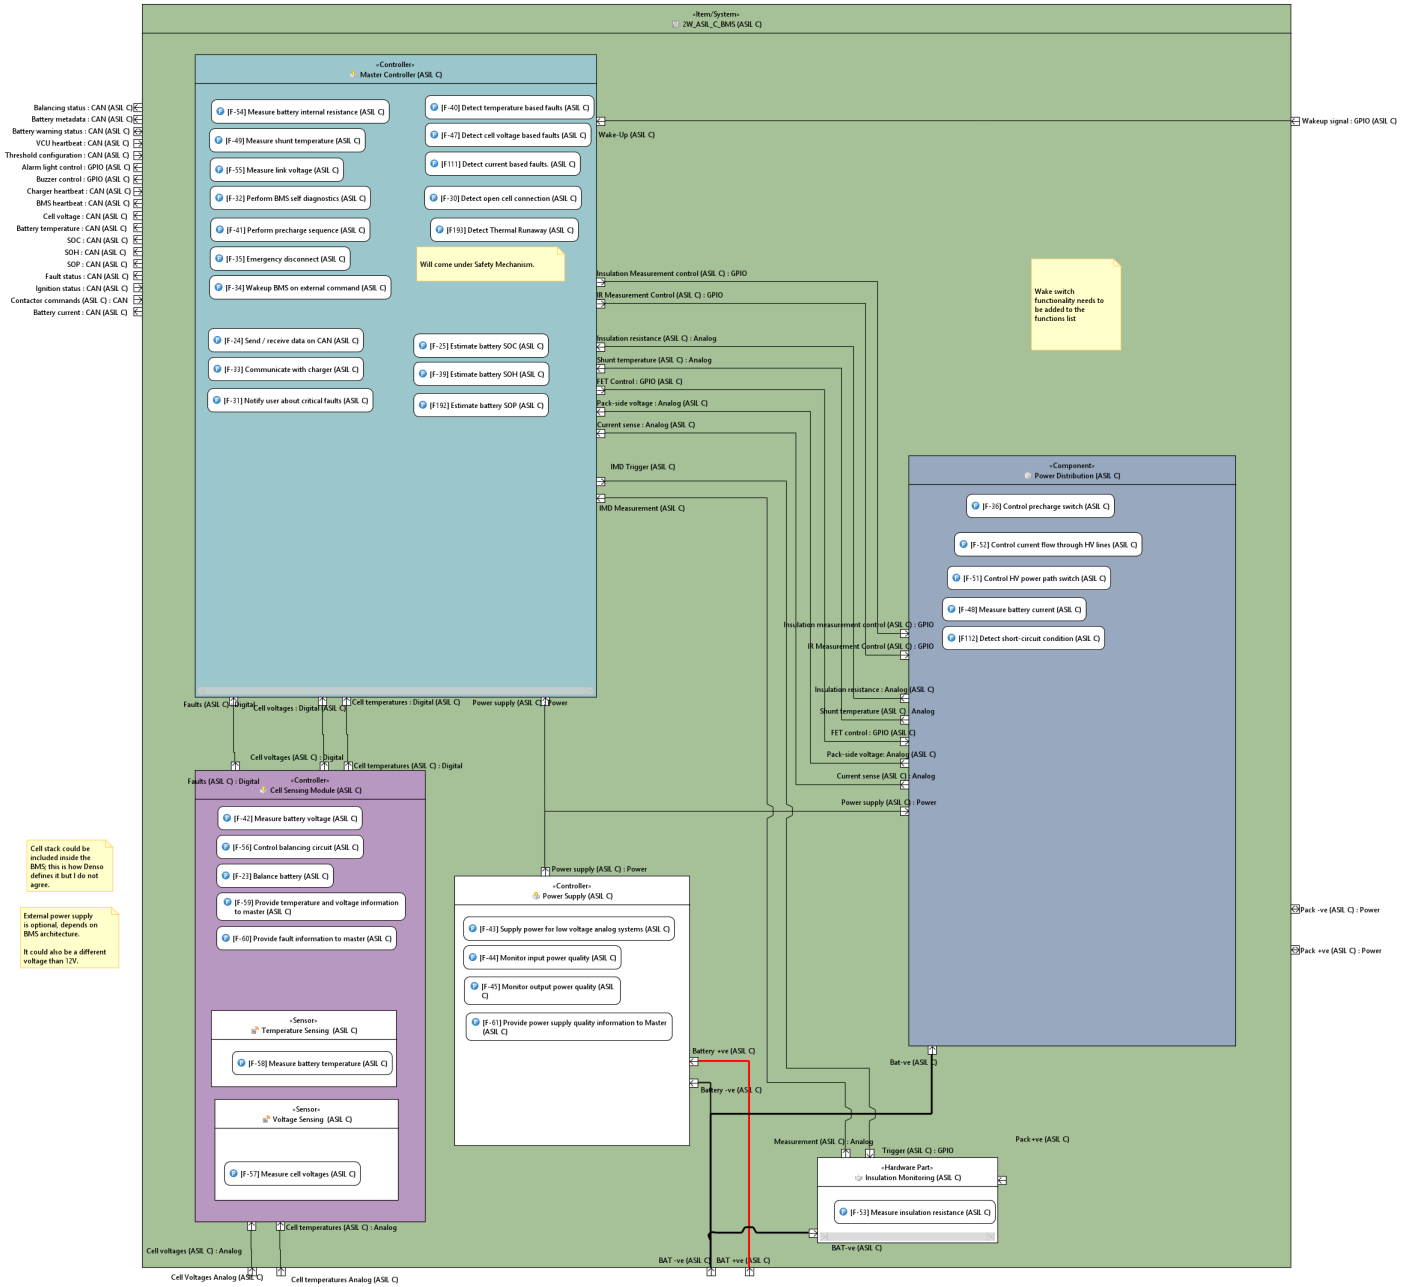 «Item/System»
2W_ASIL_C_BMS (ASIL C)
«Controller»
Master Controller (ASIL C)
[F-54] Measure battery internal resistance (ASIL C)
[F-49] Measure shunt temperature (ASIL C)
[F-55] Measure link voltage (ASIL C)
[F-32] Perform BMS self diagnostics (ASIL C)
[F-41] Perform precharge sequence (ASIL C)
[F-35] Emergency disconnect (ASIL C)
[F-34] Wakeup BMS on external command (ASIL C)
[F-24] Send / receive data on CAN (ASIL C)
[F-33] Communicate with charger (ASIL C)
[F-31] Notify user about critical faults (ASIL C)
[F-40] Detect temperature based faults (ASIL C)
[F-47] Detect cell voltage based faults (ASIL C)
[F111] Detect current based faults. (ASIL C)
[F-30] Detect open cell connection (ASIL C)
[F193] Detect Thermal Runaway (ASIL C)
Will come under Safety Mechanism.
[F-25] Estimate battery SOC (ASIL C)
[F-39] Estimate battery SOH (ASIL C)
[F192] Estimate battery SOP (ASIL C)
Balancing status : CAN (ASIL C)
Battery metadata : CAN (ASIL C)
Battery warning status : CAN (ASIL C)
VCU heartbeat : CAN (ASIL C)
Threshold configuration : CAN (ASIL C)
Alarm light control : GPIO (ASIL C)
Buzzer control : GPIO (ASIL C)
Charger heartbeat : CAN (ASIL C)
BMS heartbeat : CAN (ASIL C)
Cell voltage : CAN (ASIL C)
Battery temperature : CAN (ASIL C)
SOC : CAN (ASIL C)
SOH : CAN (ASIL C)
SOP : CAN (ASIL C)
Fault status : CAN (ASIL C)
Ignition status : CAN (ASIL C)
Contactor commands (ASIL C) : CAN
Battery current : CAN (ASIL C)
Wake-Up (ASIL C)
Wakeup signal : GPIO (ASIL C)
Insulation Measurement control (ASIL C) : GPIO
IR Measurement Control (ASIL C) : GPIO
Insulation resistance (ASIL C) : Analog
Shunt temperature (ASIL C) : Analog
FET Control : GPIO (ASIL C)
Pack-side voltage : Analog (ASIL C)
Current sense : Analog (ASIL C)
IMD Trigger (ASIL C)
IMD Measurement (ASIL C)
Wake switch
functionality needs to
be added to the
functions list
«Component»
Power Distribution (ASIL C)
[F-36] Control precharge switch (ASIL C)
[F-52] Control current flow through HV lines (ASIL C)
[F-51] Control HV power path switch (ASIL C)
[F-48] Measure battery current (ASIL C)
[F112] Detect short-circuit condition (ASIL C)
Insulation measurement control (ASIL C) : GPIO
IR Measurement Control (ASIL C) : GPIO
Insulation resistance : Analog (ASIL C)
Shunt temperature (ASIL C) : Analog
FET control : GPIO (ASIL C)
Pack-side voltage: Analog (ASIL C)
Current sense (ASIL C) : Analog
Power supply (ASIL C) : Power
Faults (ASIL C) : Digital
Cell voltages : Digital (ASIL C)
Cell temperatures : Digital (ASIL C)
Power supply (ASIL C) : Power
Cell voltages (ASIL C) : Digital
Cell temperatures (ASIL C) : Digital
Faults (ASIL C) : Digital
«Controller»
Cell Sensing Module (ASIL C)
[F-42] Measure battery voltage (ASIL C)
[F-56] Control balancing circuit (ASIL C)
[F-23] Balance battery (ASIL C)
[F-59] Provide temperature and voltage information
to master (ASIL C)
[F-60] Provide fault information to master (ASIL C)
«Sensor»
Temperature Sensing (ASIL C)
[F-58] Measure battery temperature (ASIL C)
«Sensor»
Voltage Sensing (ASIL C)
[F-57] Measure cell voltages (ASIL C)
Cell stack could be
included inside the
BMS; this is how Denso
defines it but I do not
agree.
External power supply
is optional, depends on
BMS architecture.
It could also be a different
voltage than 12V.
Power supply (ASIL C) : Power
«Controller»
Power Supply (ASIL C)
[F-43] Supply power for low voltage analog systems (ASIL C)
[F-44] Monitor input power quality (ASIL C)
[F-45] Monitor output power quality (ASIL
C)
[F-61] Provide power supply quality information to Master
(ASIL C)
Battery +ve (ASIL C)
Battery -ve (ASIL C)
Bat-ve (ASIL C)
Pack -ve (ASIL C) : Power
Pack +ve (ASIL C) : Power
Pack+ve (ASIL C)
Measurement (ASIL C) : Analog
Trigger (ASIL C) : GPIO
«Hardware Part»
Insulation Monitoring (ASIL C)
[F-53] Measure insulation resistance (ASIL C)
BAT-ve (ASIL C)
BAT -ve (ASIL C)
BAT +ve (ASIL C)
Cell temperatures (ASIL C) : Analog
Cell voltages (ASIL C) : Analog
Cell Voltages Analog (ASIL C)
Cell temperatures Analog (ASIL C)